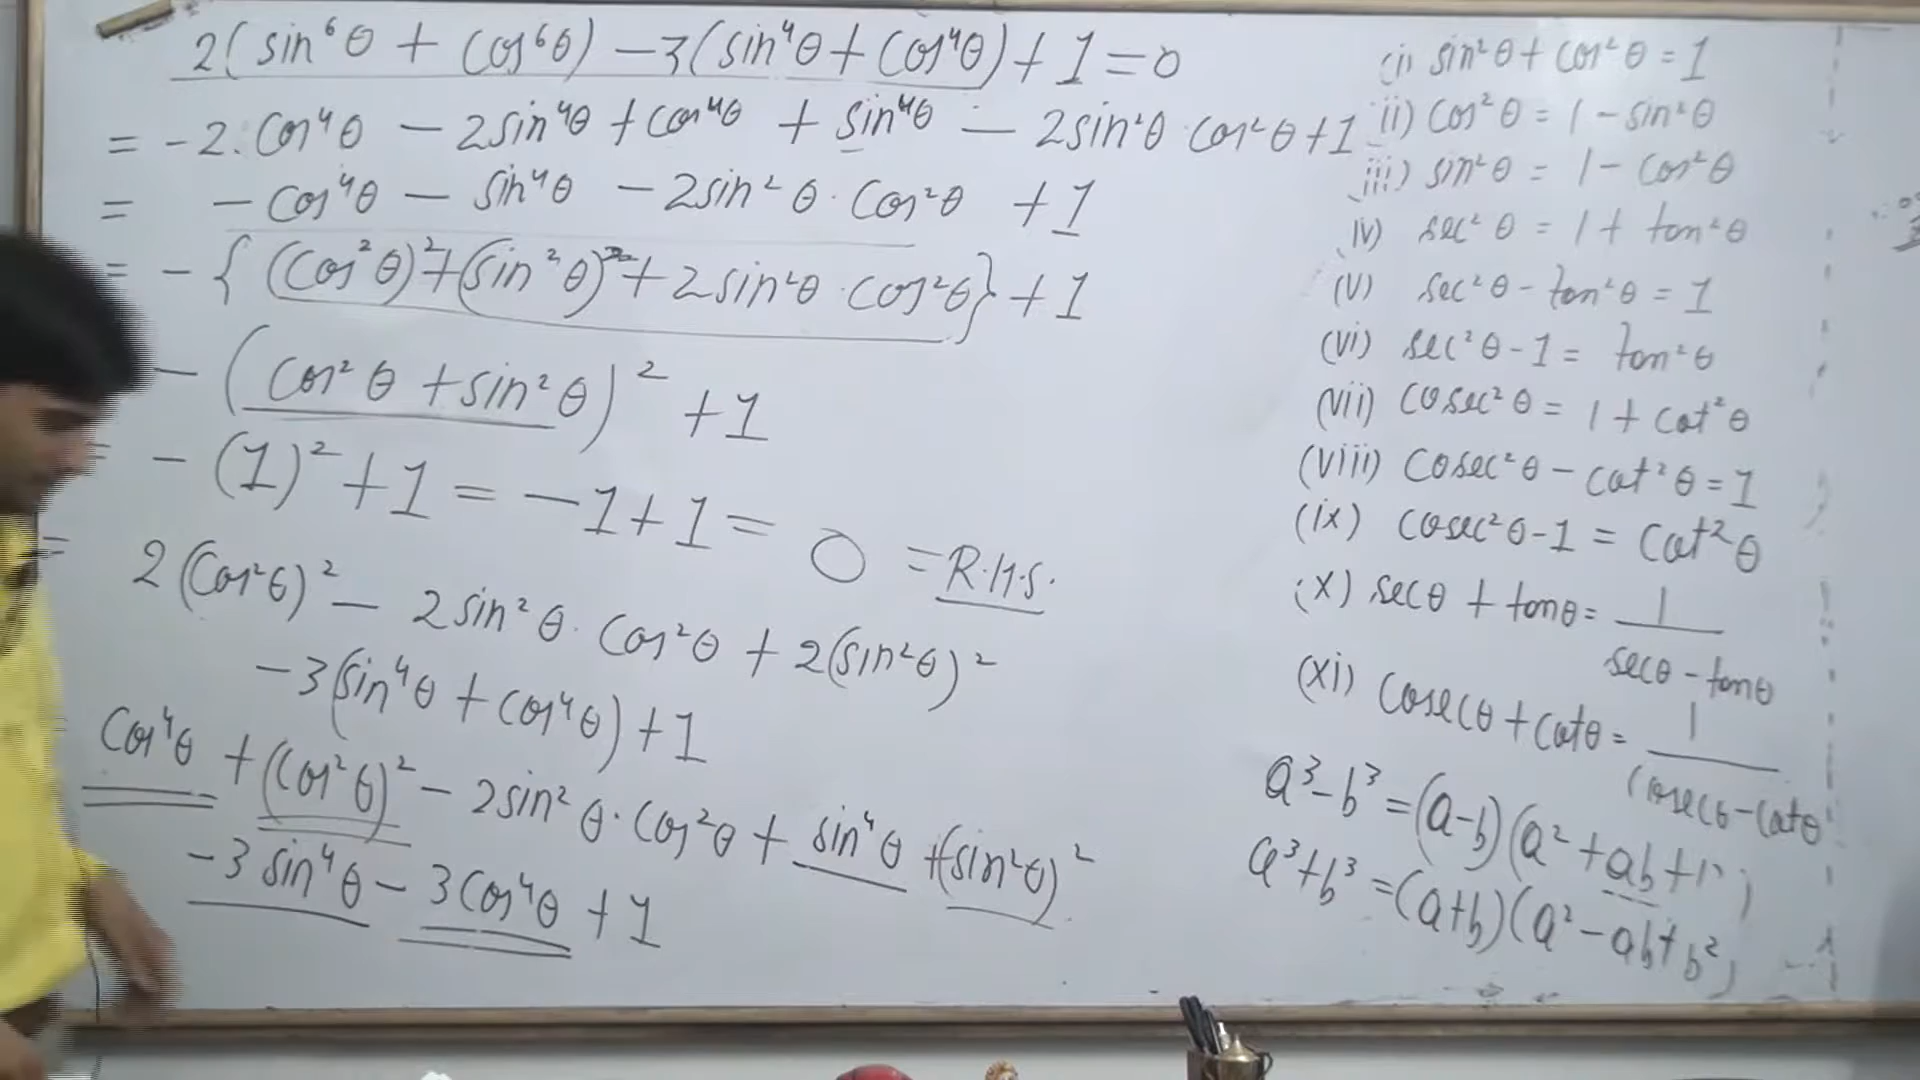 2(sin⁶θ + cos⁶θ) – 3(sin⁴θ + cos⁴θ) + 1 = 0
= – 2.cos⁴θ – 2sin⁴θ + cos⁴θ + sin⁴θ – 2sin²θ·cos²θ + 1
= – cos⁴θ – sin⁴θ – 2sin²θ·cos²θ + 1
= – { (cos²θ)² + (sin²θ)² + 2sin²θ·cos²θ } + 1
– (cos²θ + sin²θ)² + 1
= – (1)² + 1 = – 1 + 1 = 0 = R.H.S.
= 2(cos²θ)² – 2sin²θ·cos²θ + 2(sin²θ)²
– 3(sin⁴θ + cos⁴θ) + 1
= cos⁴θ + (cos²θ)² – 2sin²θ·cos²θ + sin⁴θ + (sin²θ)²
– 3sin⁴θ – 3cos⁴θ + 1
(i) sin²θ + cos²θ = 1
ii) cos²θ = 1 – sin²θ
iii) sin²θ = 1 – cos²θ
iv) sec²θ = 1 + tan²θ
(v) sec²θ – tan²θ = 1
(vi) sec²θ – 1 = tan²θ
(vii) cosec²θ = 1 + cat²θ
(viii) cosec²θ – cat²θ = 1
(ix) cosec²θ – 1 = cat²θ
(x) secθ + tanθ = 1
secθ – tanθ
(xi) cosecθ + catθ = 1
cosecθ – catθ
a³ – b³ = (a – b)(a² + ab +
a³ + b³ = (a + b)(a² – ab + b²)